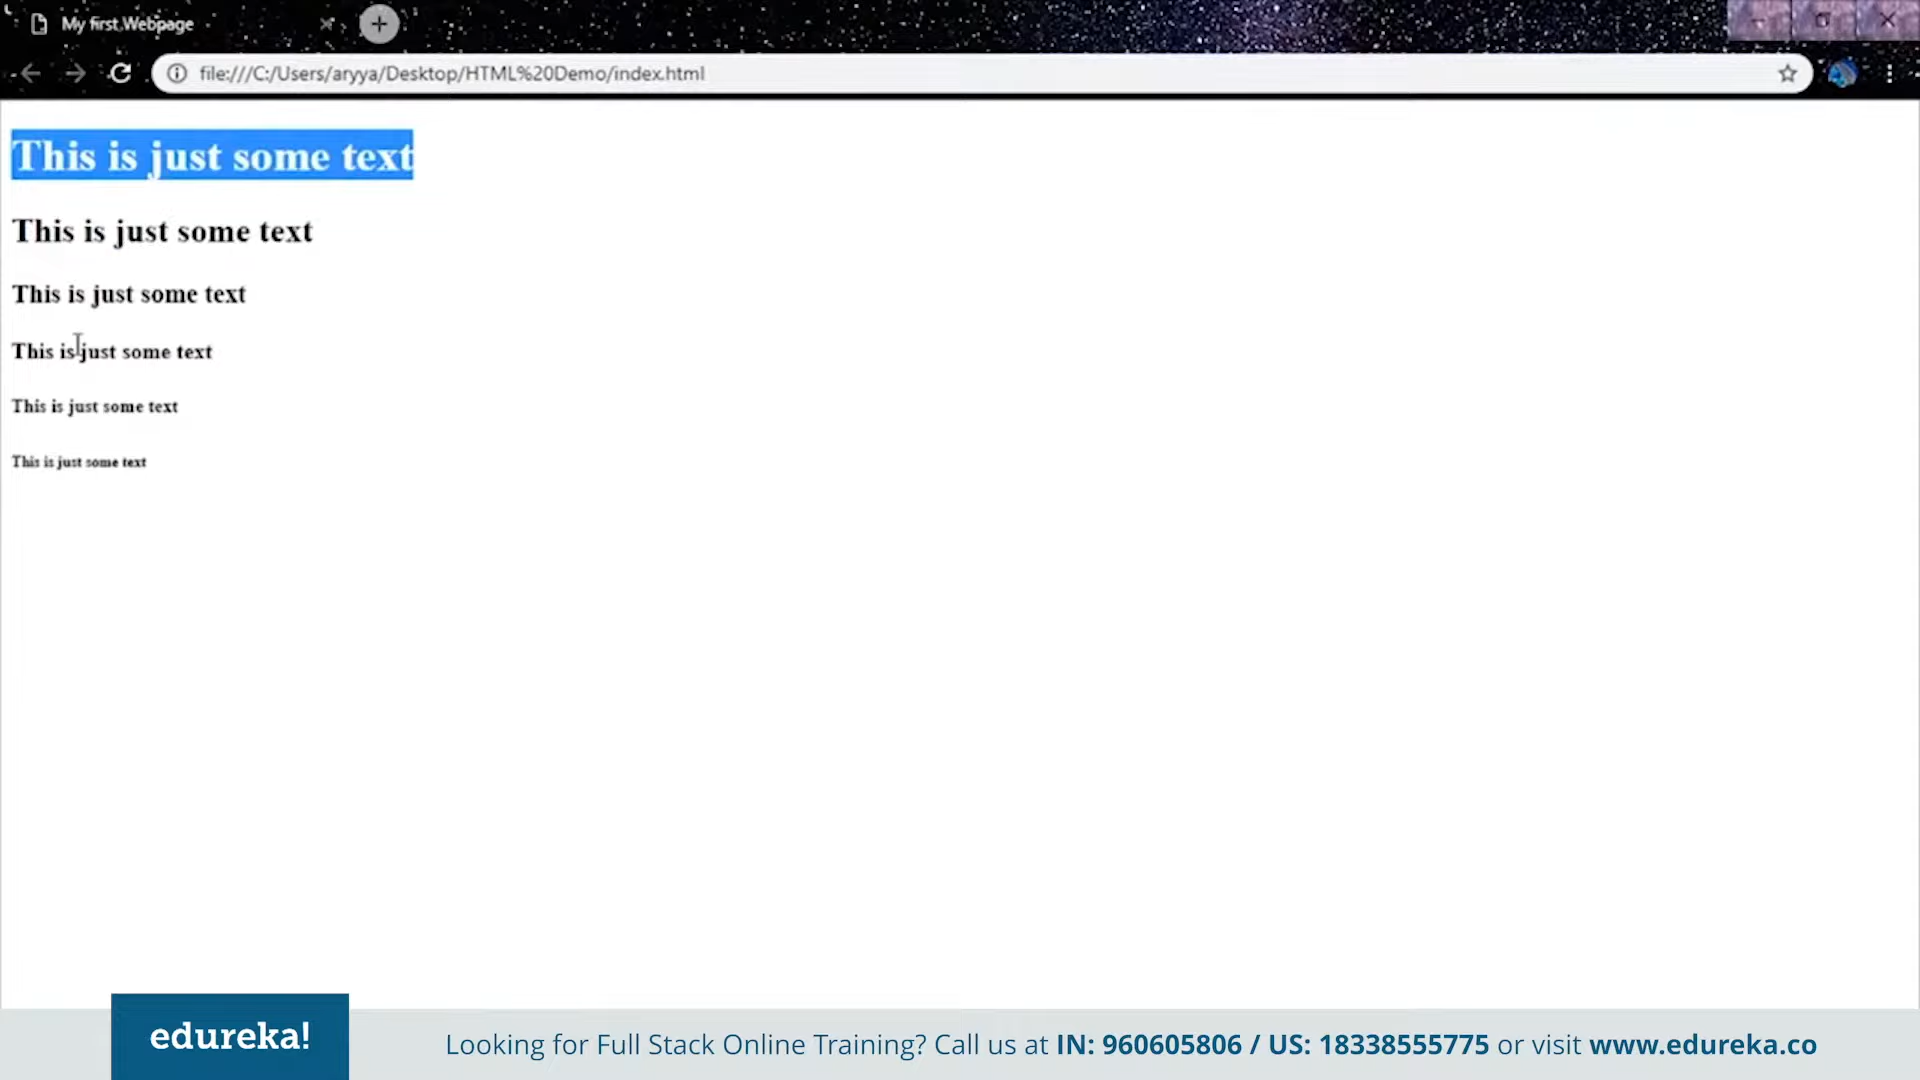 My first Webpage
file:///C:/Users/aryya/Desktop/HTML%20Demo/index.html
This is just some text
This is just some text
This is just some text
This is just some text
This is just some text
This is just some text
edureka!
Looking for Full Stack Online Training? Call us at IN: 960605806 / US: 18338555775 or visit www.edureka.co